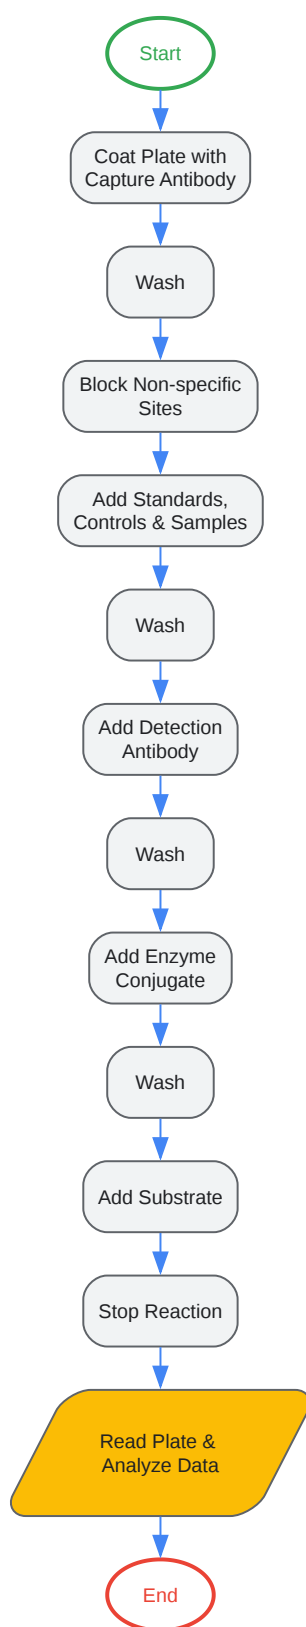 Start
Coat Plate with
Capture Antibody
Wash
Block Non-specific
Sites
Add Standards,
Controls & Samples
Wash
Add Detection
Antibody
Wash
Add Enzyme
Conjugate
Wash
Add Substrate
Stop Reaction
Read Plate &
Analyze Data
End